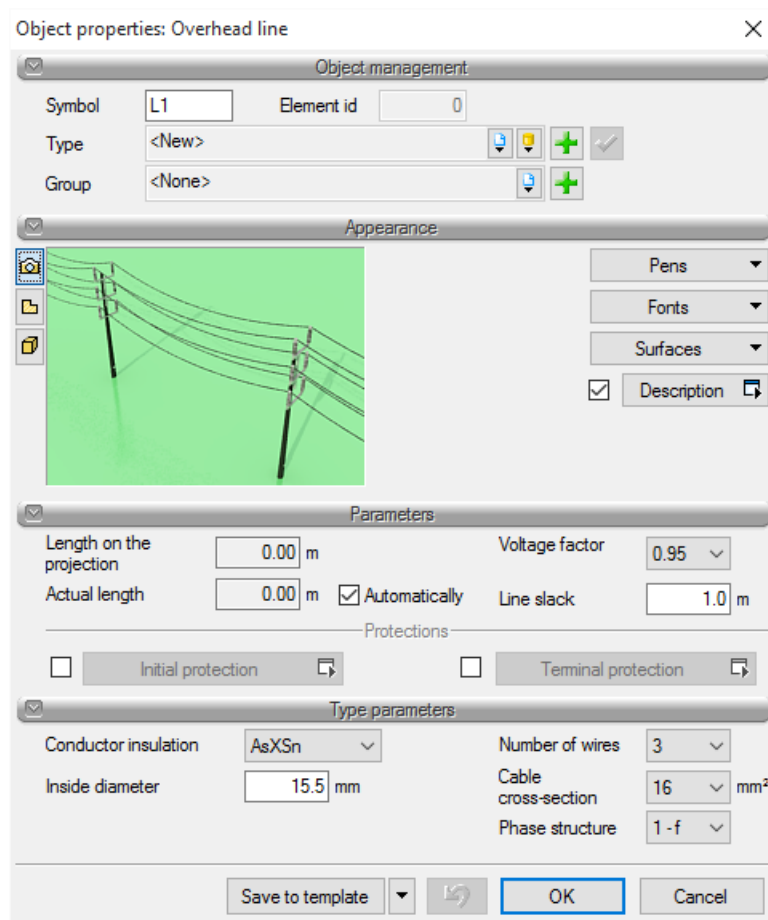 Object properties: Overhead line
Object management
Symbol L1 Element id 0
Type <New>
Group <None>
Appearance
Pens
Fonts
Surfaces
Description
Parameters
Length on the
projection 0.00 m Voltage factor 0.95
Actual length 0.00 m Automatically Line slack 1.0 m
Protections
Initial protection Terminal protection
Type parameters
Conductor insulation AsXSn Number of wires 3
Inside diameter 15.5 mm Cable
cross-section 16 mm²
Phase structure 1 -f
Save to template OK Cancel